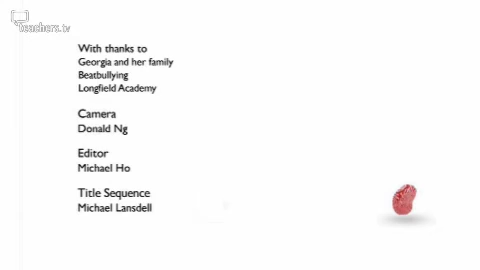 teachers.tv
With thanks to
Georgia and her family
Beatbullying
Longfield Academy
Camera
Donald Ng
Editor
Michael Ho
Title Sequence
Michael Lansdell